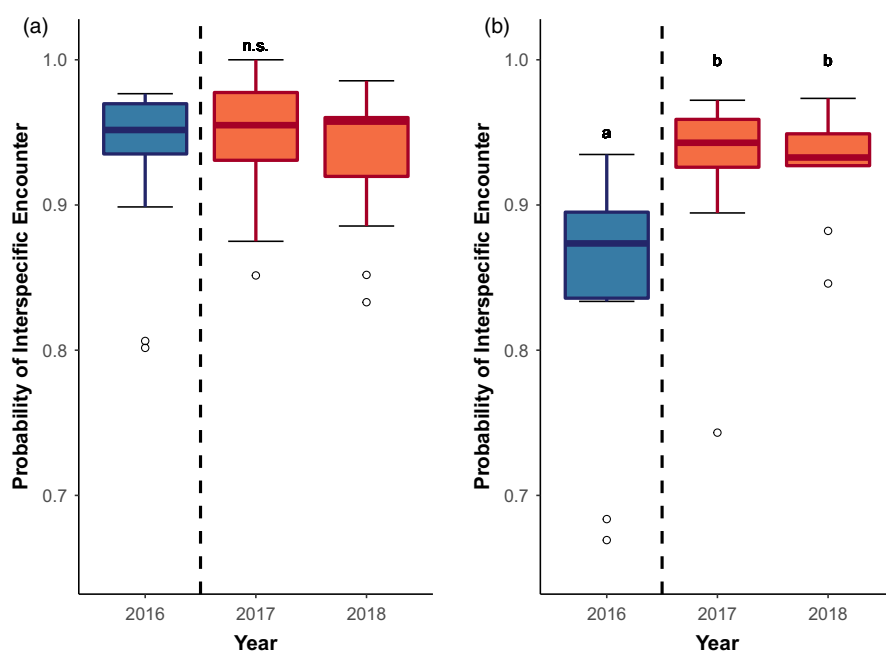 (a)
n.s.
1.0
0.9
0.8
0.7
Probability of Interspecific Encounter
2016
2017
2018
Year
(b)
b
b
a
1.0
0.9
0.8
0.7
Probability of Interspecific Encounter
2016
2017
2018
Year